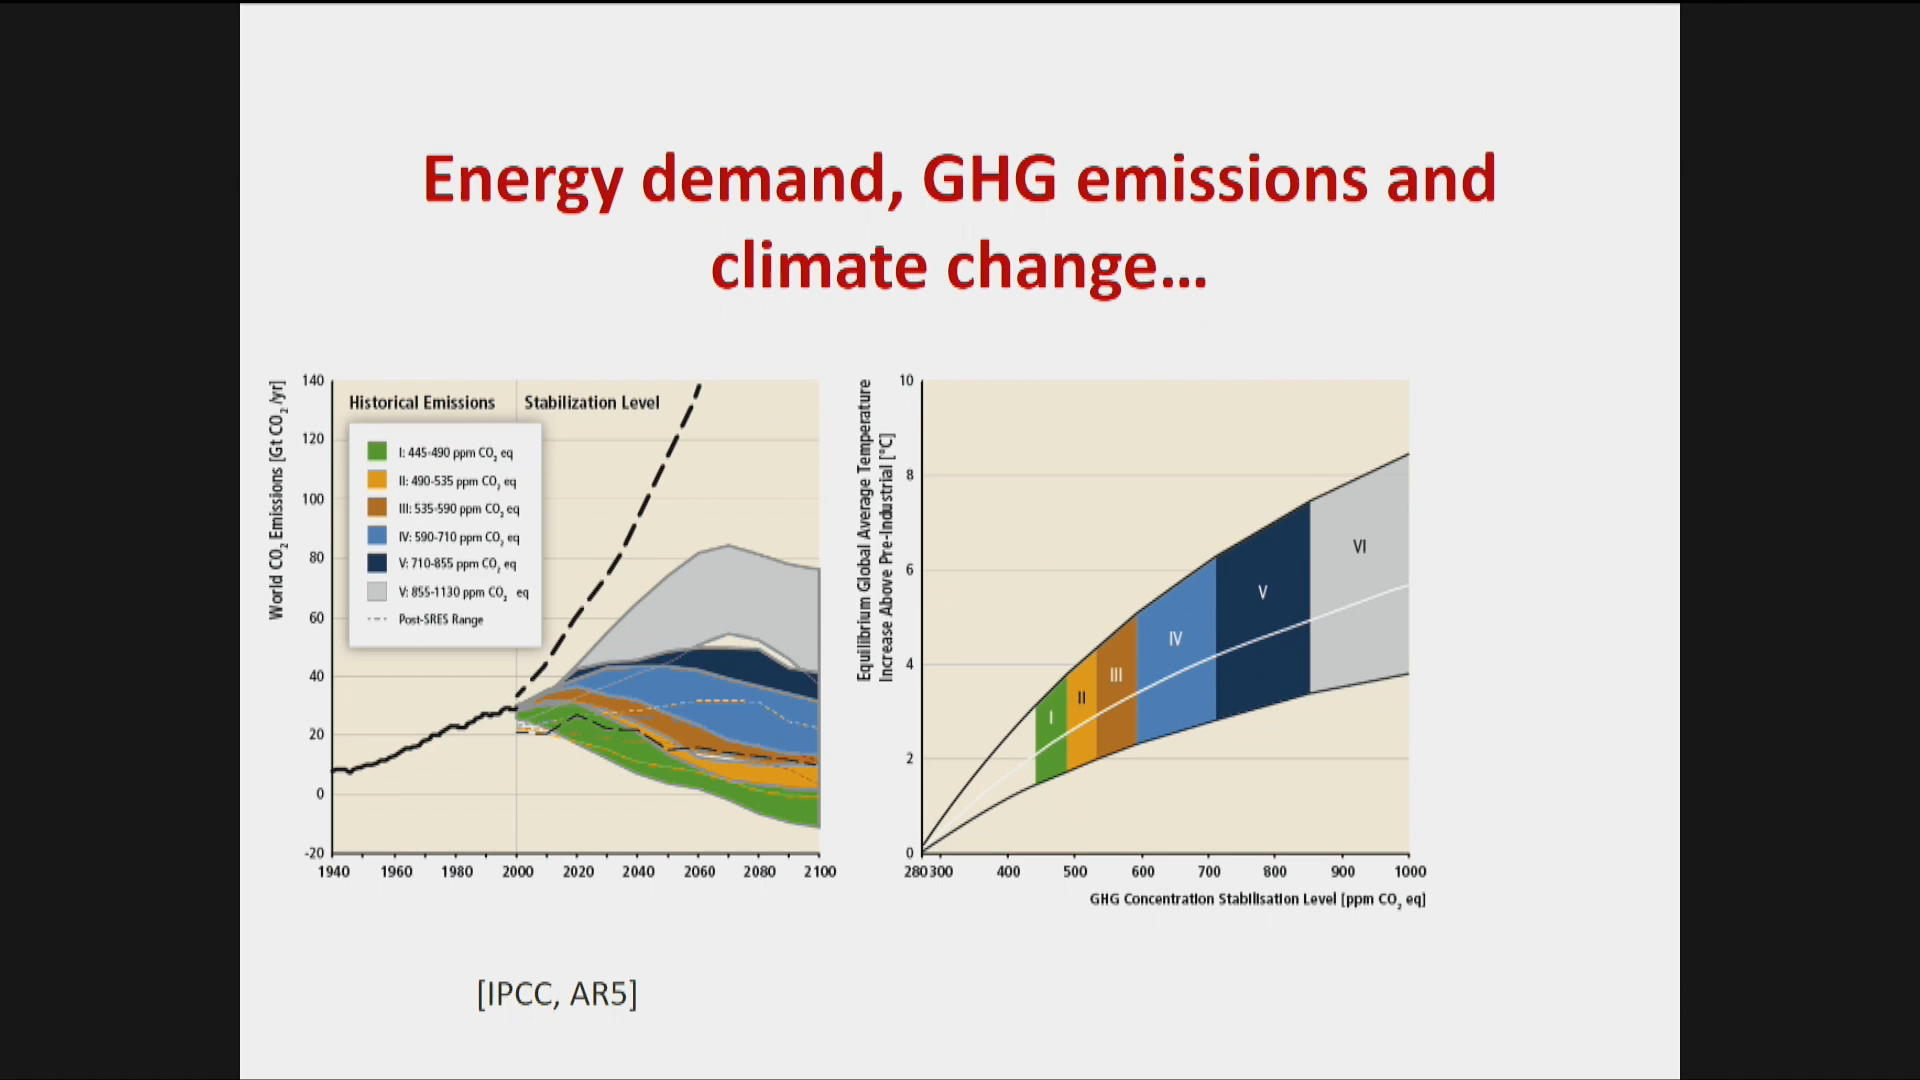 Energy demand, GHG emissions and
climate change...
World CO2 Emissions [Gt CO2/yr]
140
120
100
80
60
40
20
0
-20
Historical Emissions
Stabilization Level
I: 445-490 ppm CO2 eq
II: 490-535 ppm CO2 eq
III: 535-590 ppm CO2 eq
IV: 590-710 ppm CO2 eq
V: 710-855 ppm CO2 eq
V: 855-1130 ppm CO2 eq
Post-SRES Range
1940 1960 1980 2000 2020 2040 2060 2080 2100
Equilibrium Global Average Temperature
Increase Above Pre-Industrial [°C]
10
8
6
4
2
0
I
II
III
IV
V
VI
280 300 400 500 600 700 800 900 1000
GHG Concentration Stabilisation Level [ppm CO2 eq]
[IPCC, AR5]